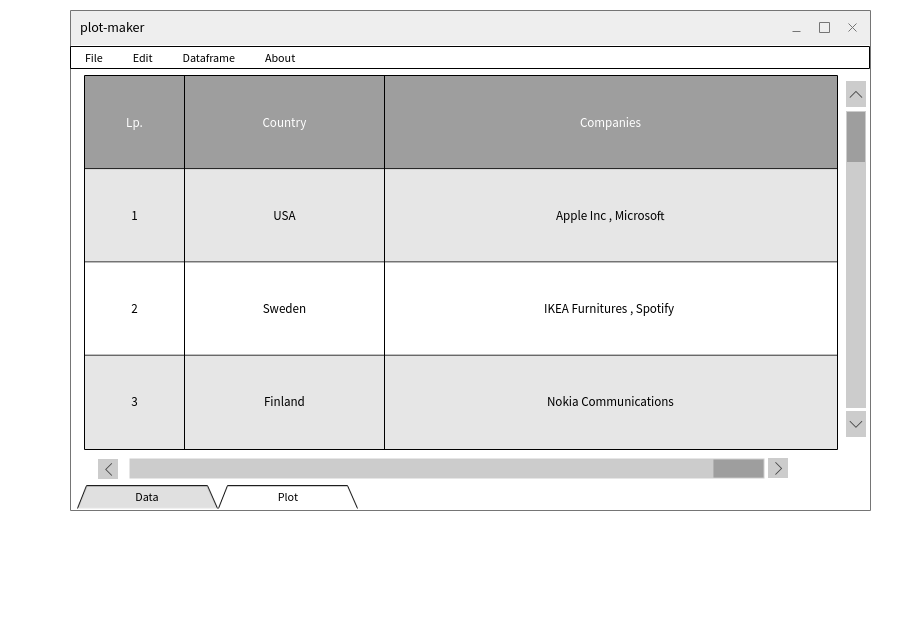 plot-maker
File Edit Dataframe About
Lp. Country Companies
1 USA Apple Inc , Microsoft
2 Sweden IKEA Furnitures , Spotify
3 Finland Nokia Communications
Data Plot